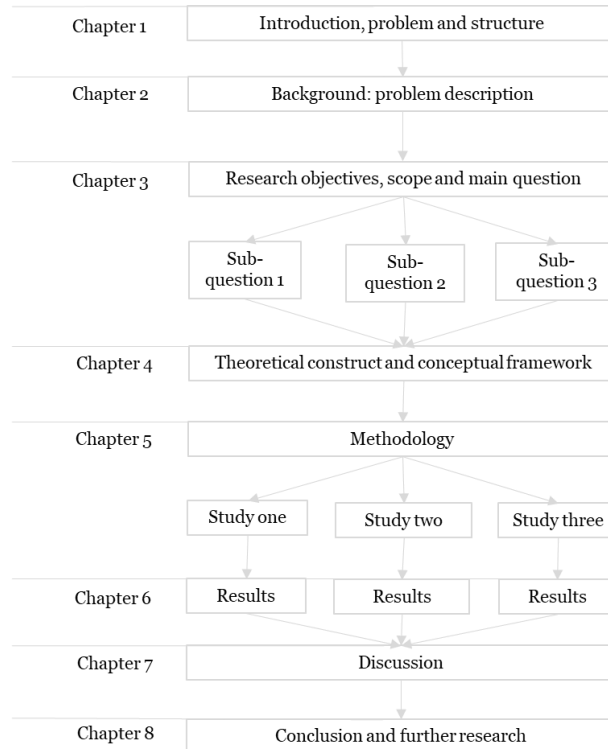 Chapter 1
Introduction, problem and structure
Chapter 2
Background: problem description
Chapter 3
Research objectives, scope and main question
Sub-
question 1
Sub-
question 2
Sub-
question 3
Chapter 4
Theoretical construct and conceptual framework
Chapter 5
Methodology
Study one
Study two
Study three
Chapter 6
Results
Results
Results
Chapter 7
Discussion
Chapter 8
Conclusion and further research